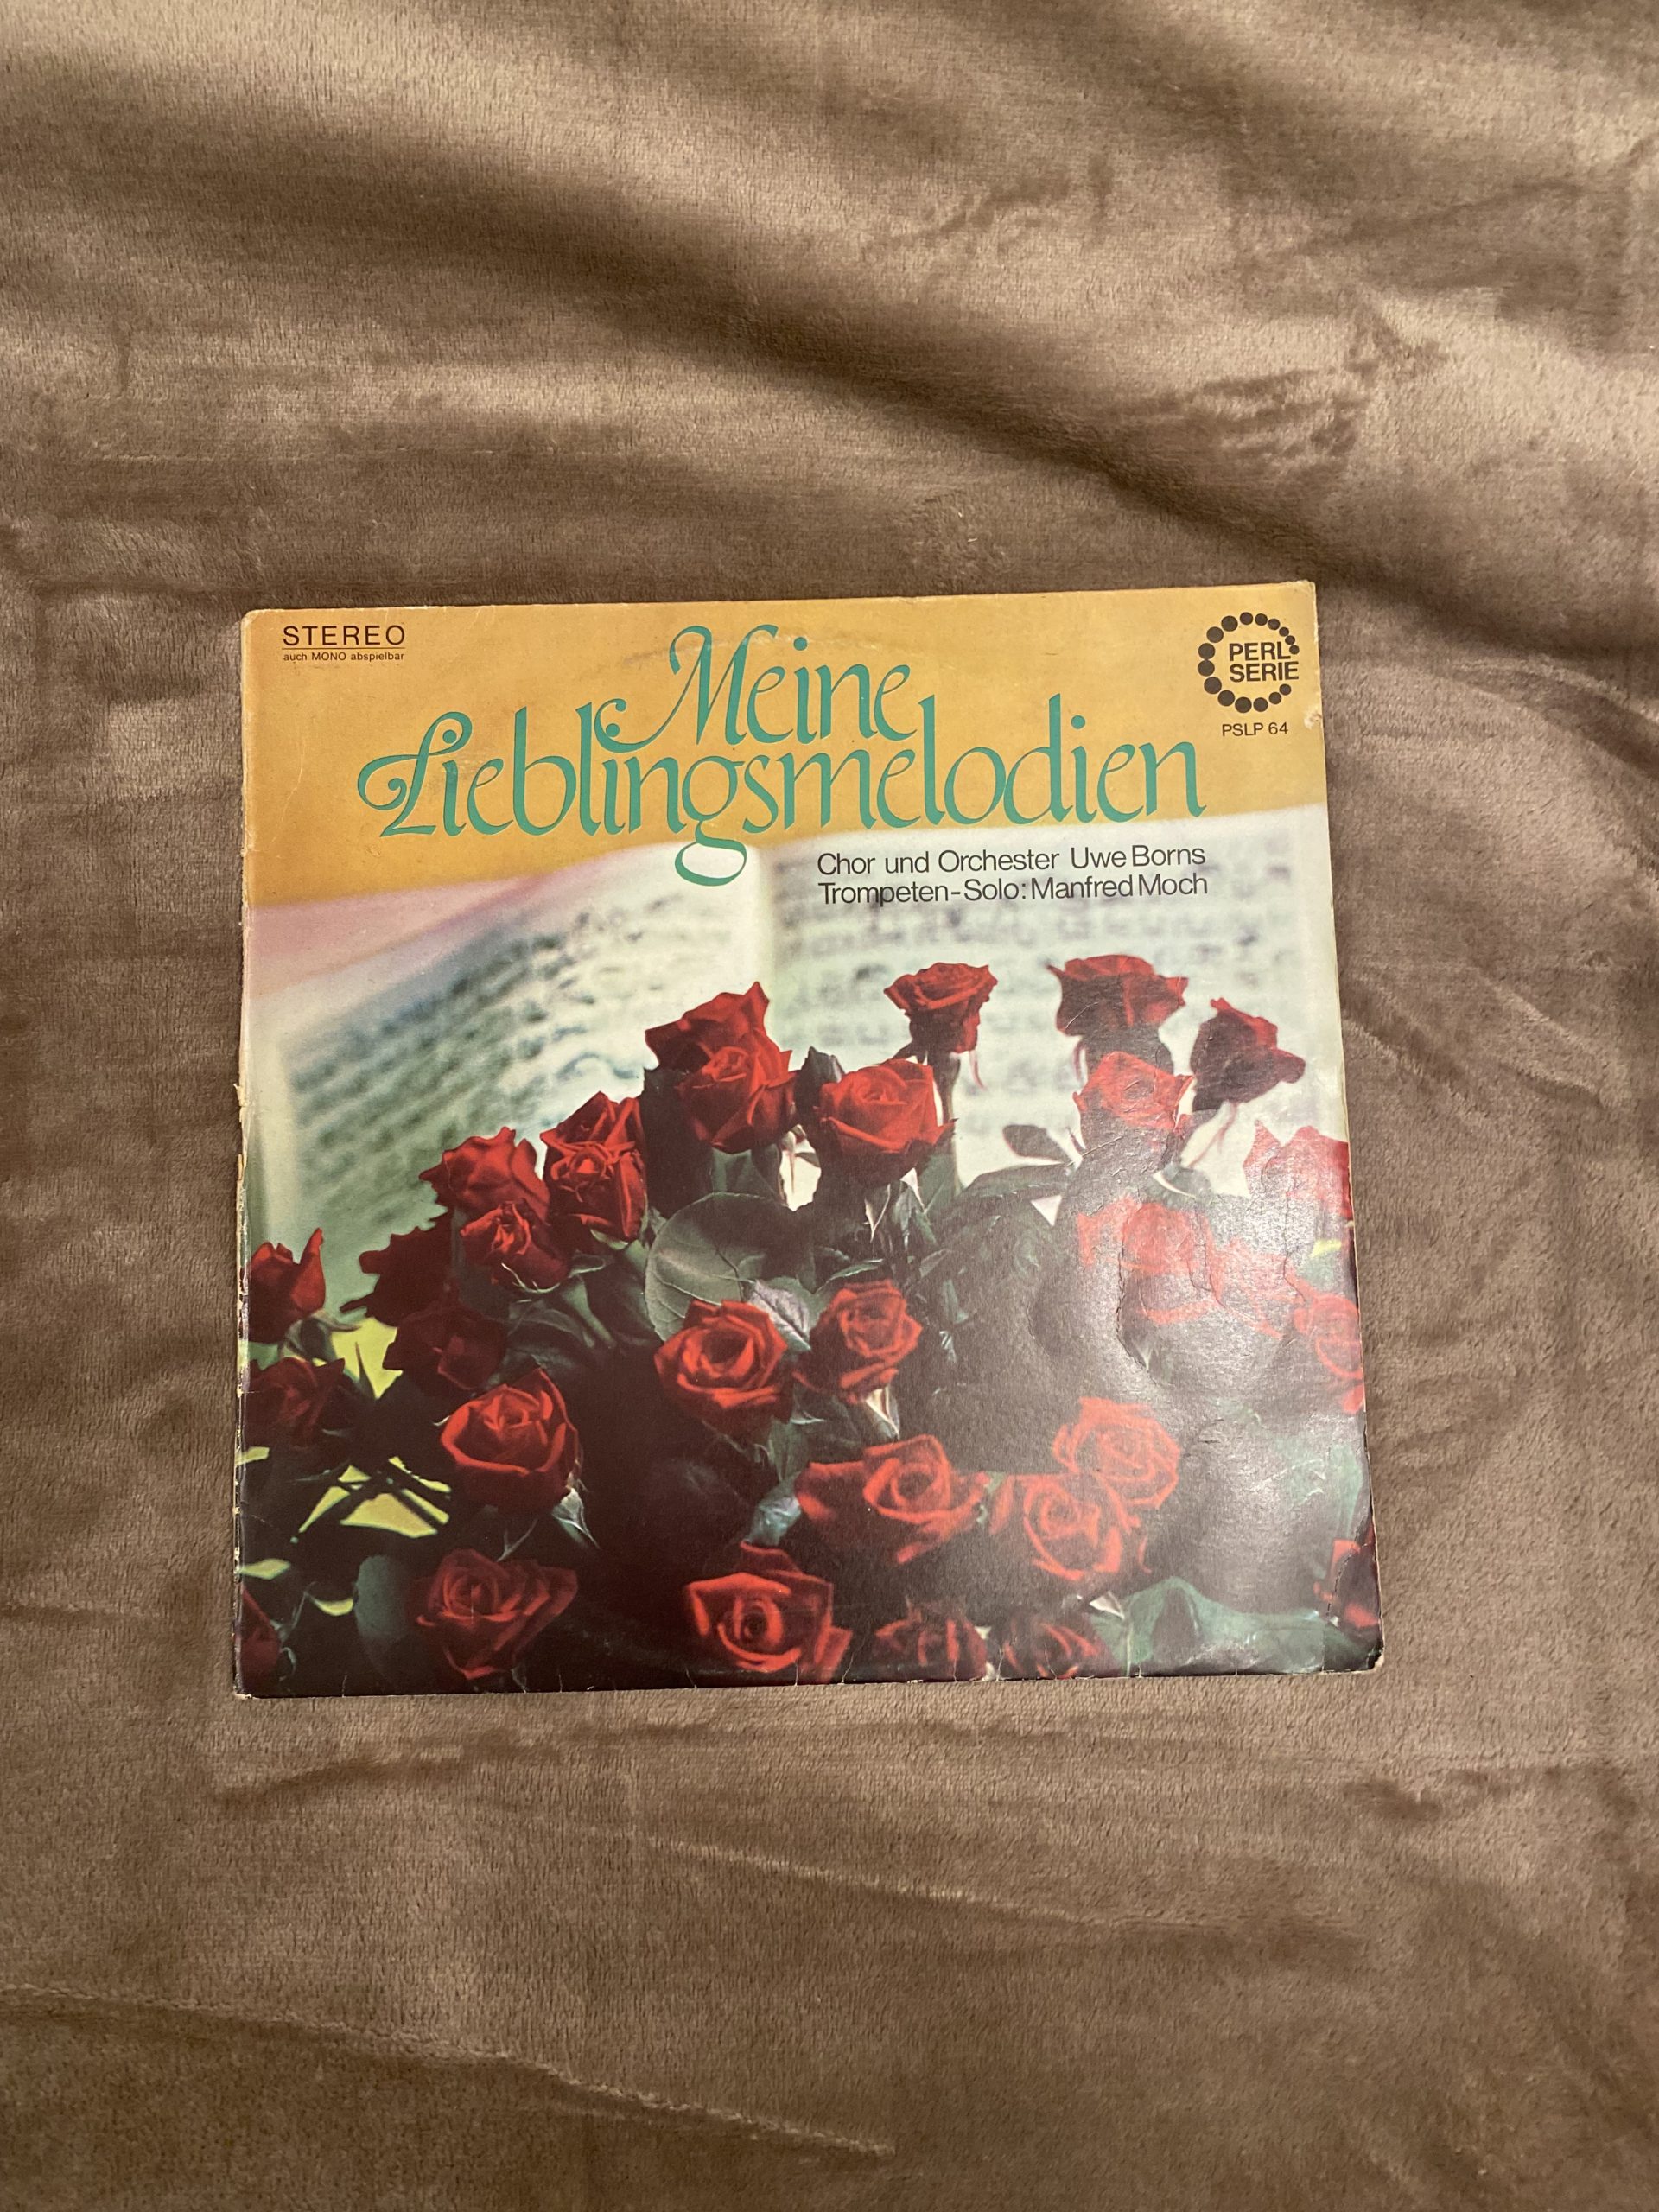 STEREO
auch MONO abspielbar
Meine
Lieblingsmelodien
PERL
SERIE
PSLP 64
Chor und Orchester Uwe Borns
Trompeten-Solo: Manfred Moch